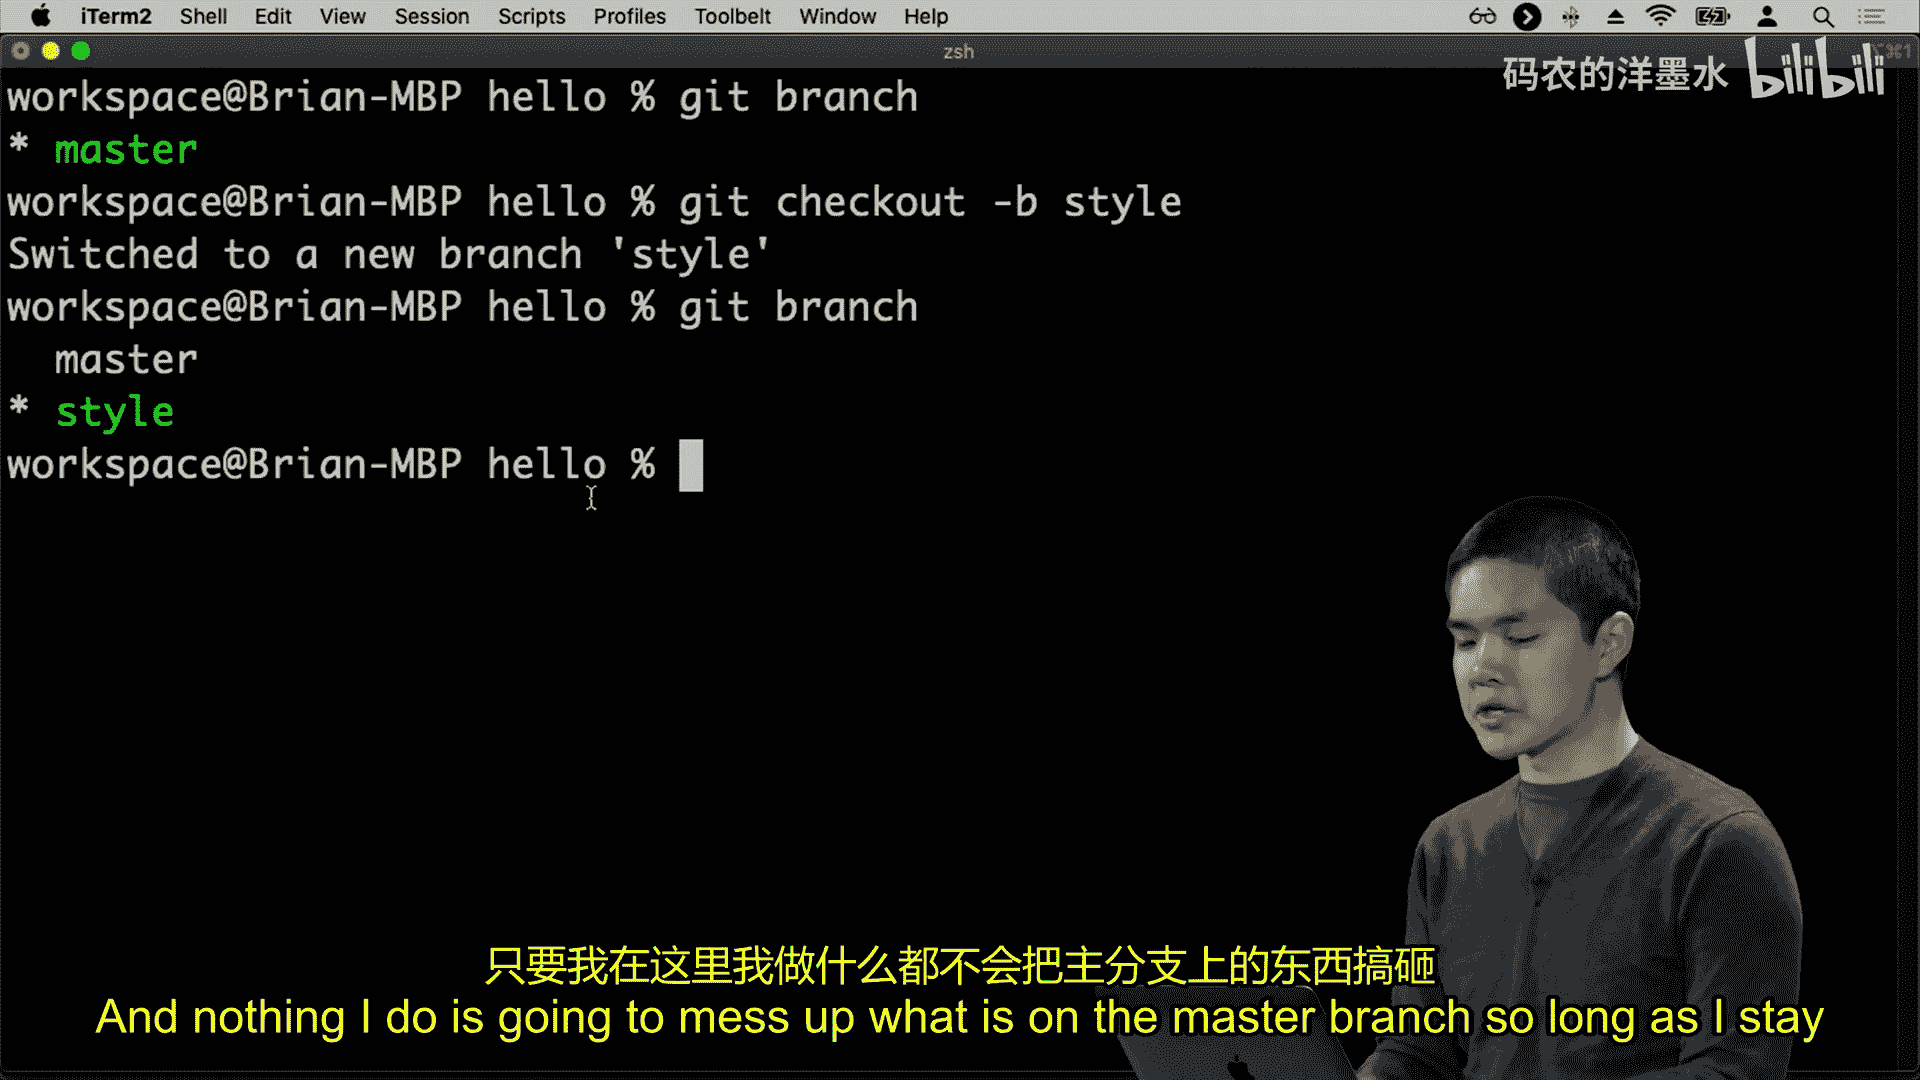 iTerm2 Shell Edit View Session Scripts Profiles Toolbelt Window Help
zsh
⌘1
码农的洋墨水 bilibili
workspace@Brian-MBP hello % git branch
* master
workspace@Brian-MBP hello % git checkout -b style
Switched to a new branch 'style'
workspace@Brian-MBP hello % git branch
master
* style
workspace@Brian-MBP hello %
只要我在这里我做什么都不会把主分支上的东西搞砸
And nothing I do is going to mess up what is on the master branch so long as I stay